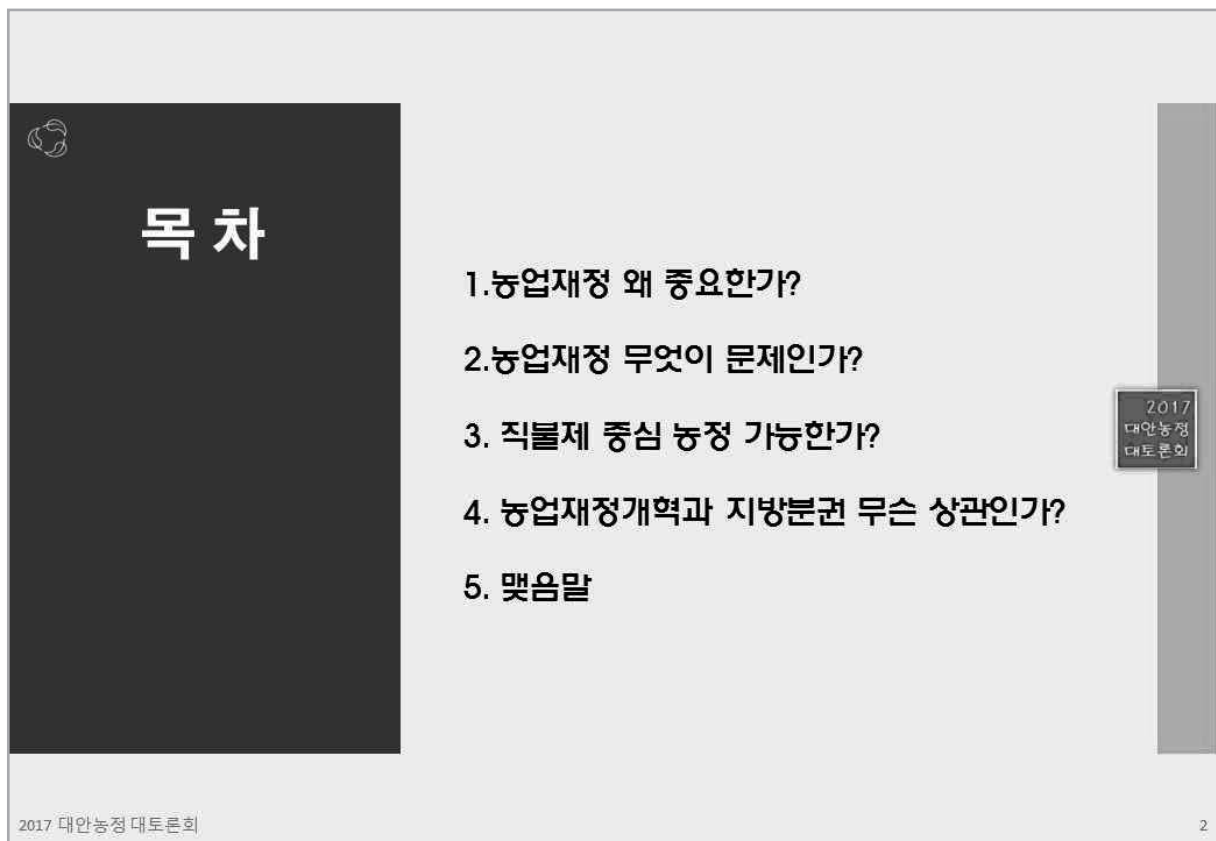 목 차
1.농업재정 왜 중요한가?
2.농업재정 무엇이 문제인가?
3. 직불제 중심 농정 가능한가?
4. 농업재정개혁과 지방분권 무슨 상관인가?
5. 맺음말
2017
대안농정
대토론회
2017 대안농정 대토론회
2